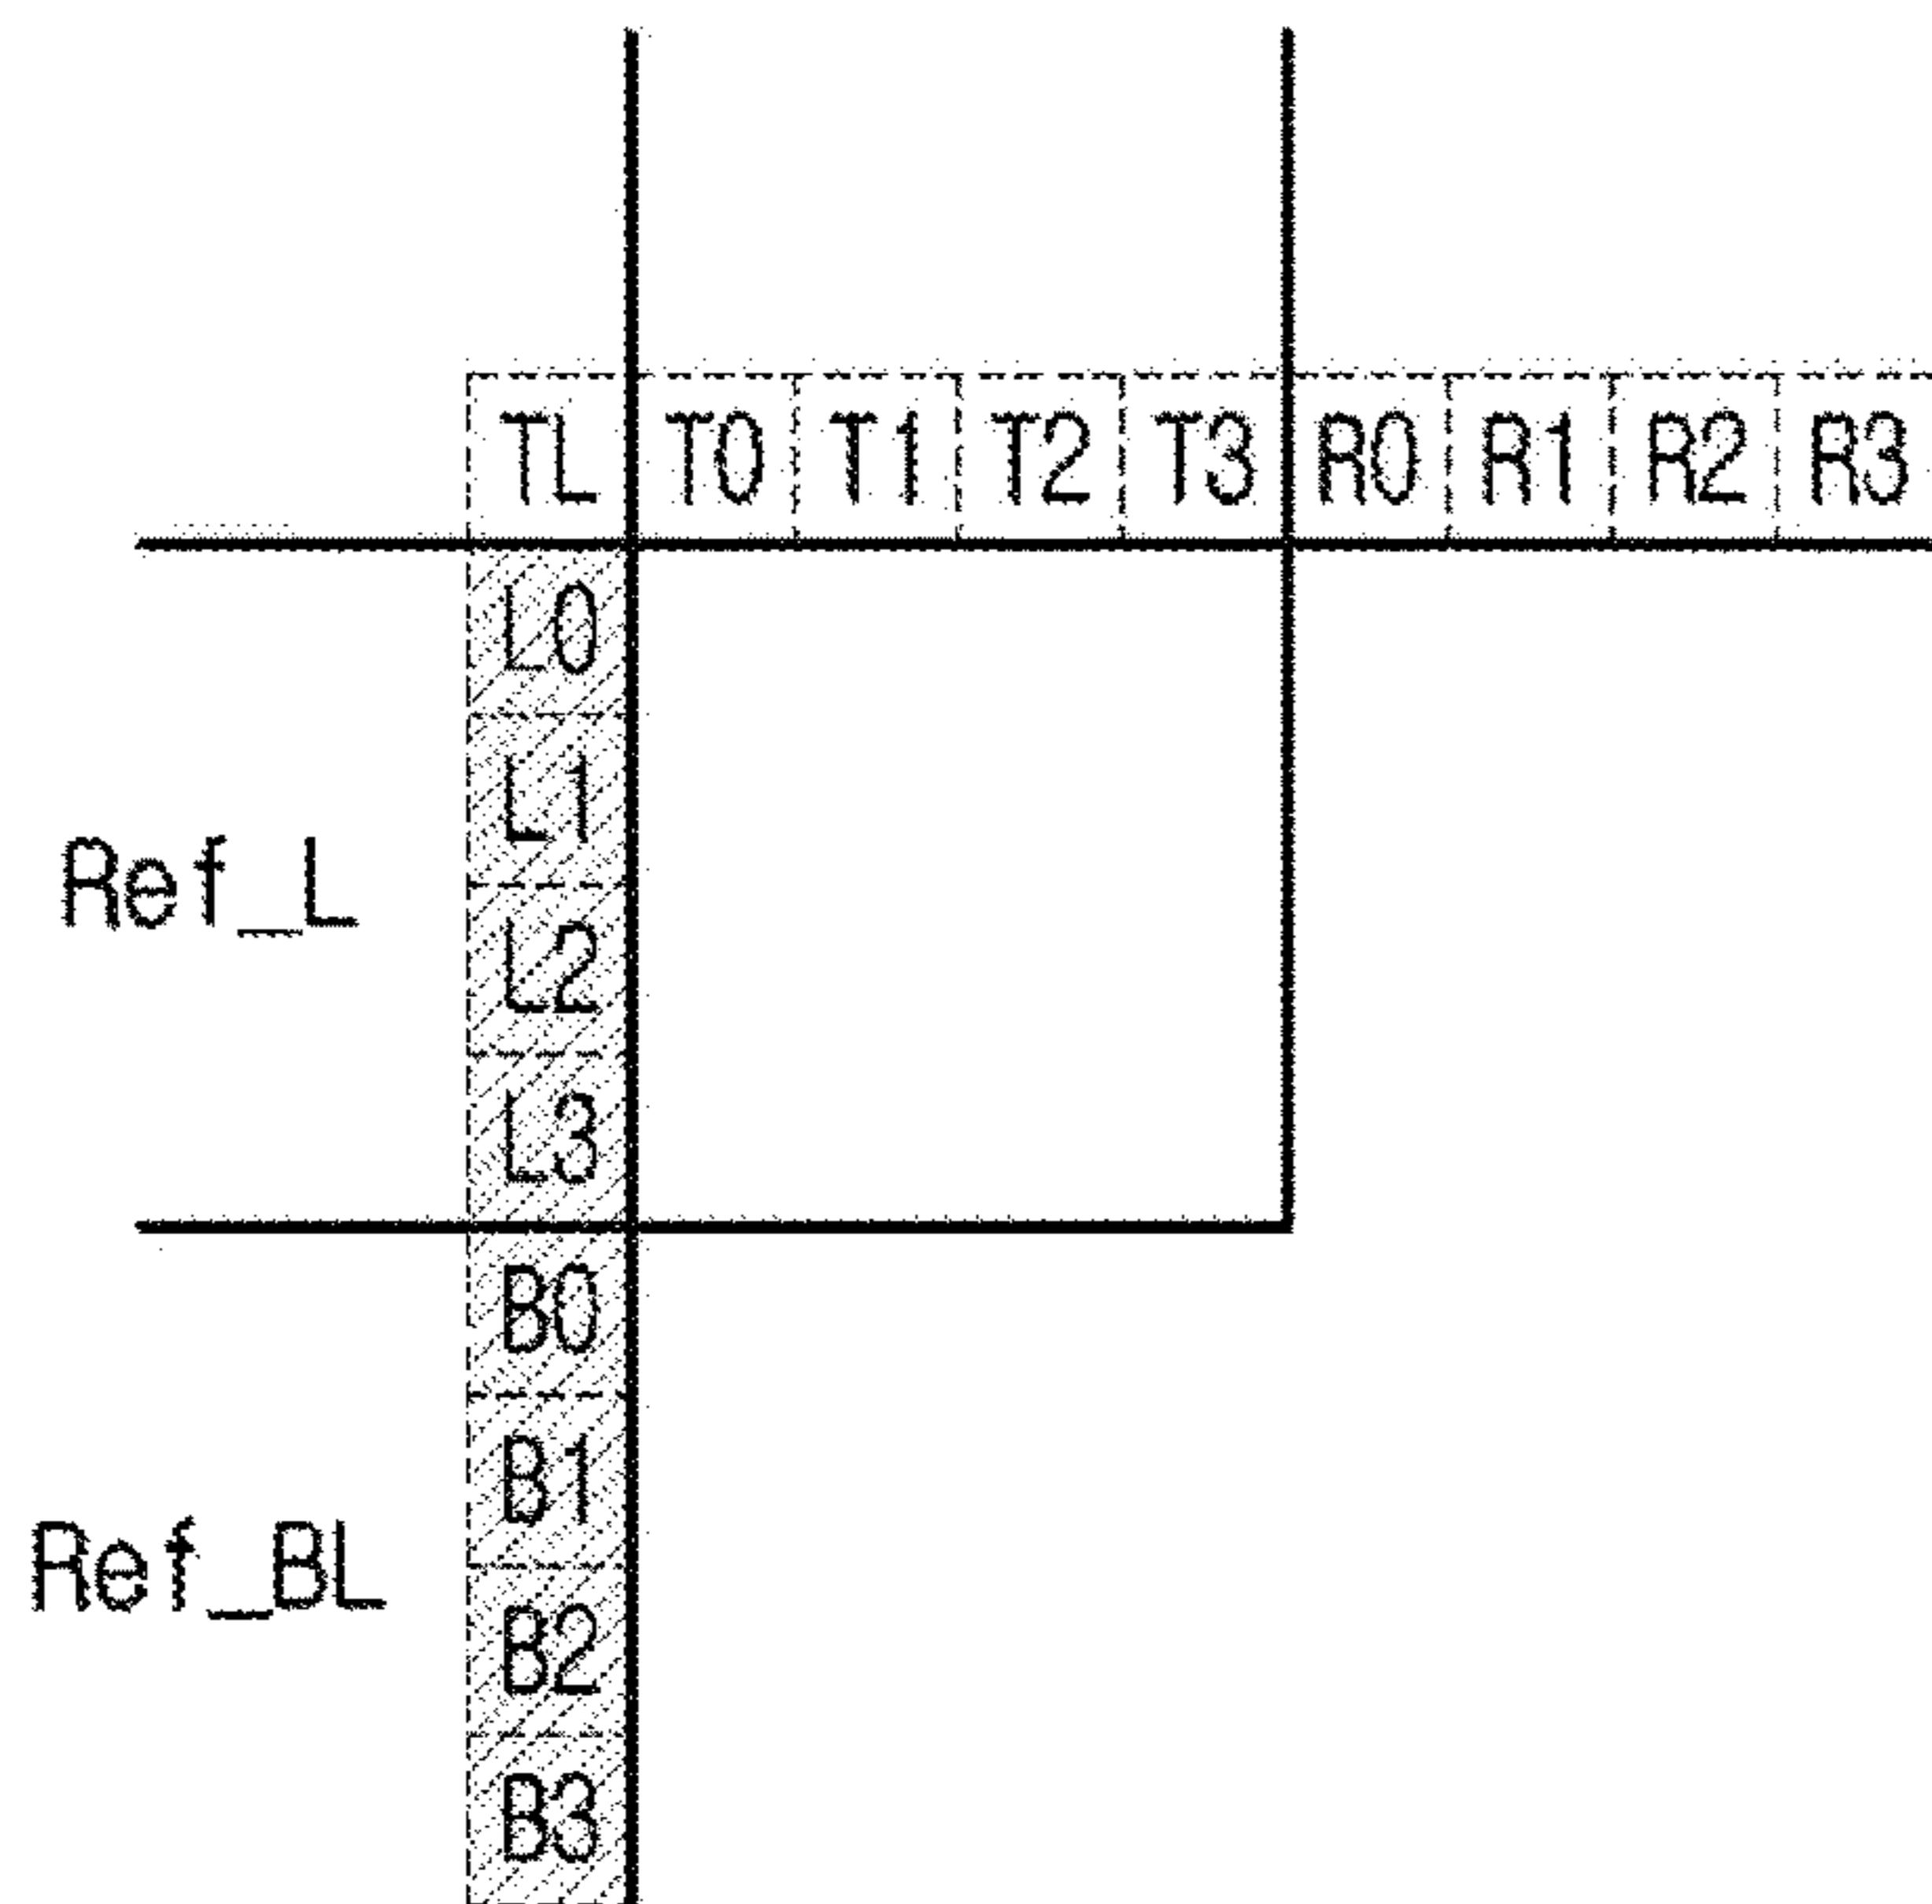 TL T0 T1 T2 T3 R0 R1 R2 R3
L0
L1
Ref_L
L2
L3
B0
B1
Ref_BL
B2
B3